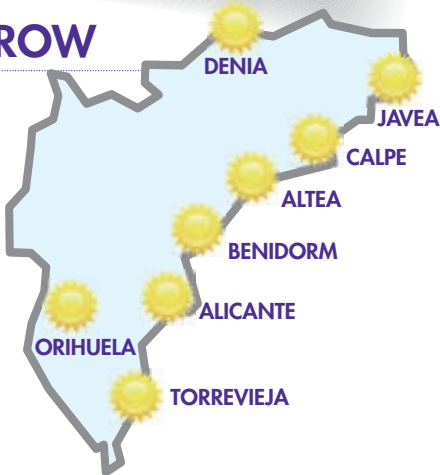 ROW
DENIA
JAVEA
CALPE
ALTEA
BENIDORM
ALICANTE
ORIHUELA
TORREVIEJA